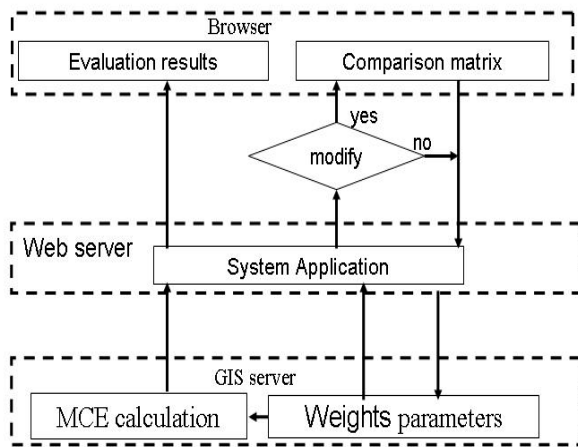 Browser
Evaluation results
Comparison matrix
yes
modify
no
Web server
System Application
GIS server
MCE calculation
Weights parameters